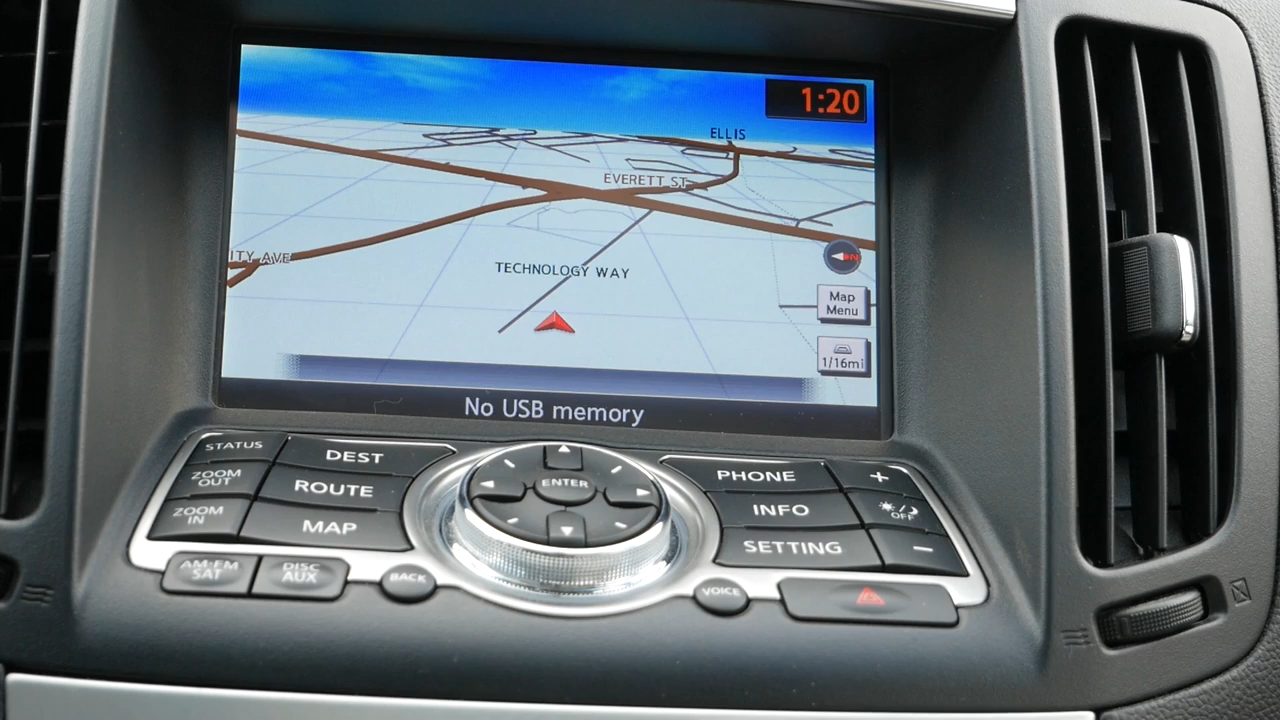 1:20
ELLIS
EVERETT ST
ITY AVE
TECHNOLOGY WAY
N
Map
Menu
1/16mi
No USB memory
STATUS
DEST
ZOOM
OUT
ROUTE
ZOOM
IN
MAP
AM·FM
SAT
DISC
AUX
BACK
ENTER
PHONE
+
INFO
OFF
SETTING
−
VOICE